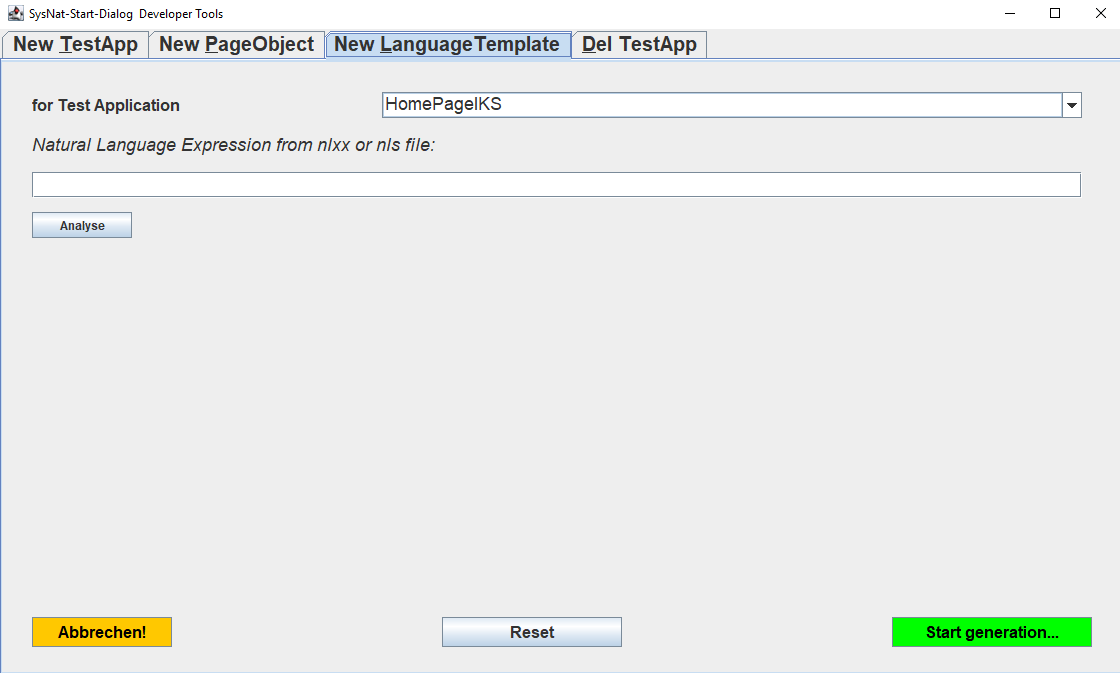 SysNat-Start-Dialog Developer Tools
New TestApp New PageObject New LanguageTemplate Del TestApp
for Test Application HomePageIKS
Natural Language Expression from nlxx or nls file:
Analyse
Abbrechen! Reset Start generation...